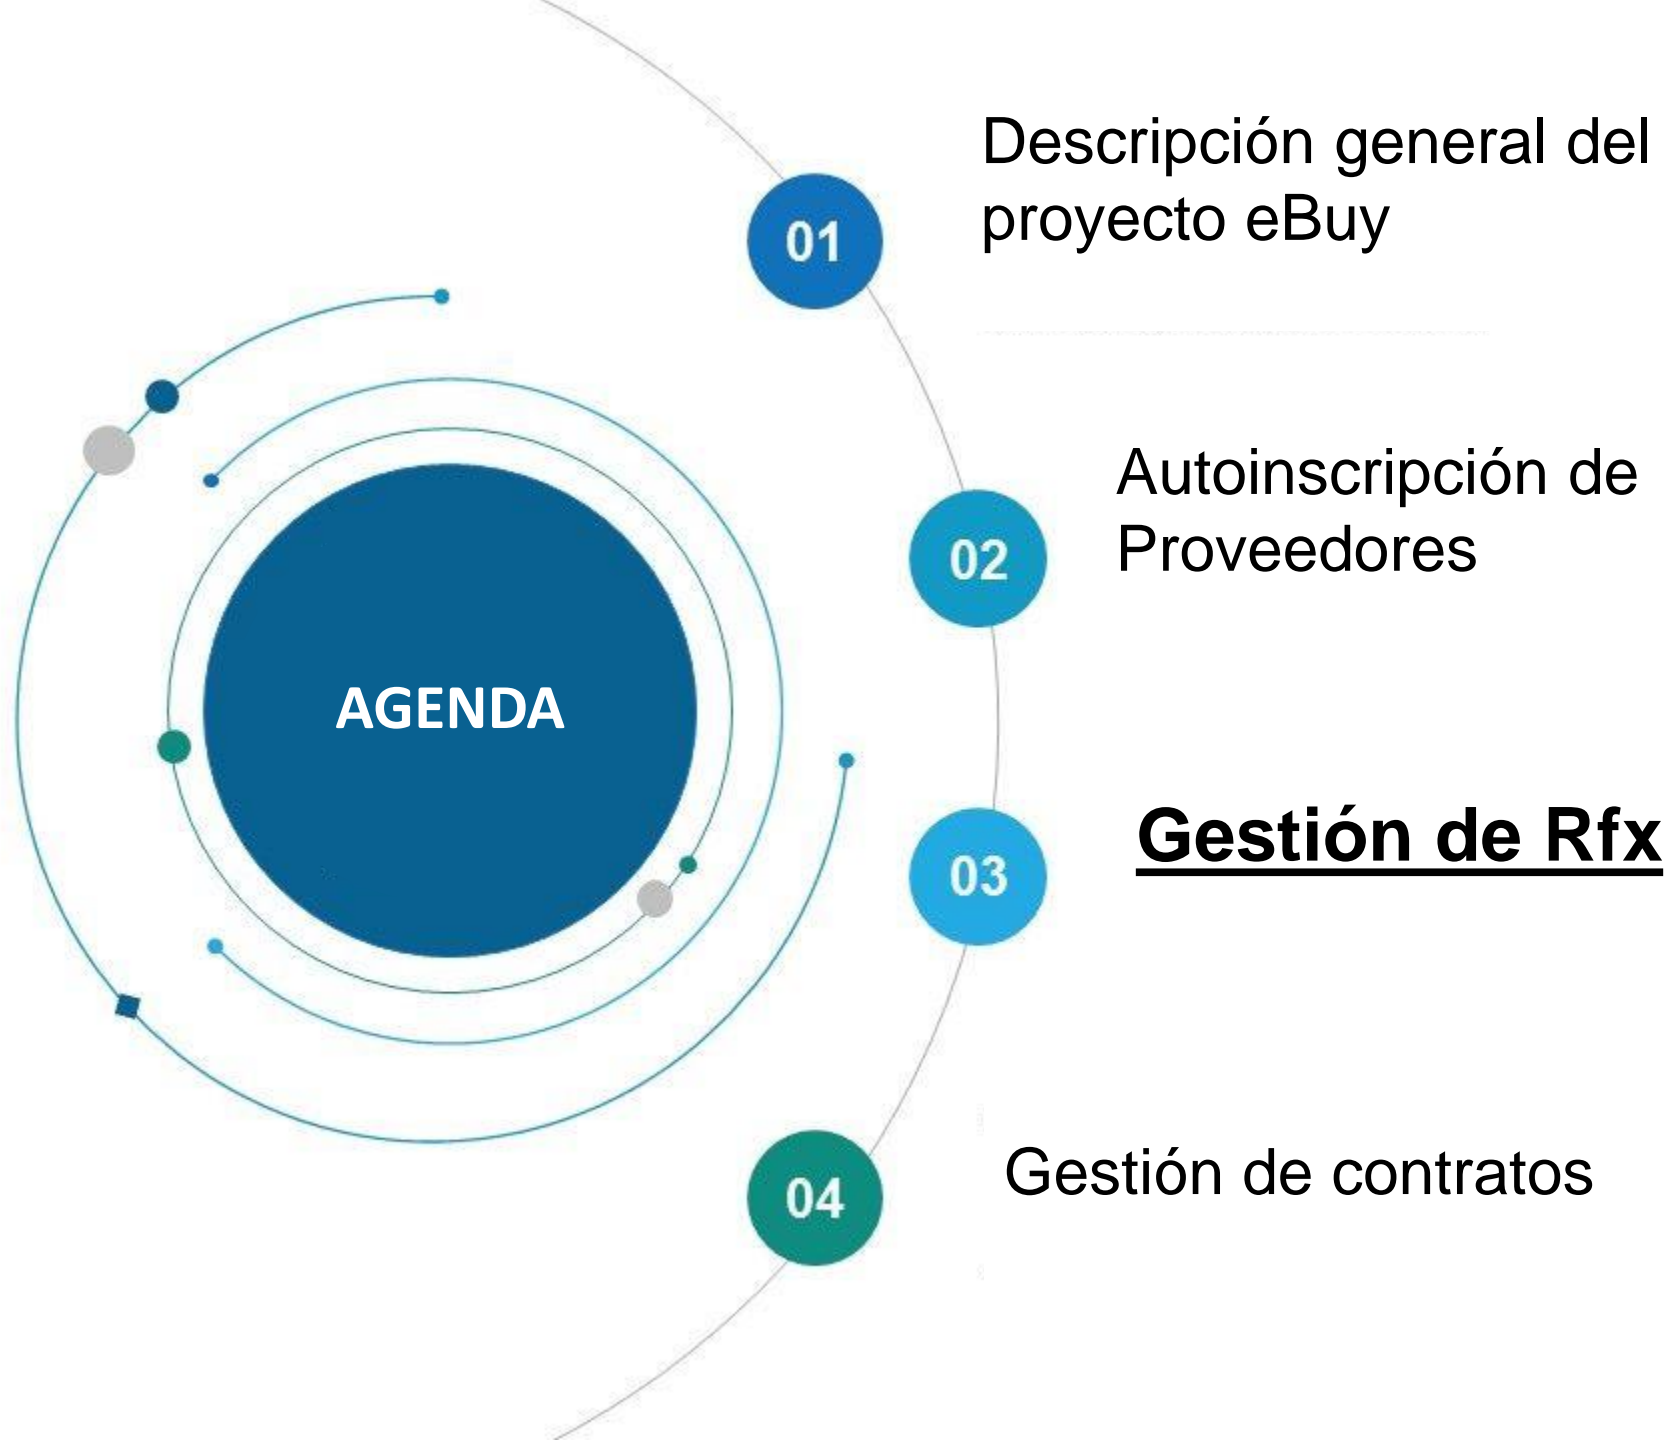 AGENDA
01
Descripción general del
proyecto eBuy
02
Autoinscripción de
Proveedores
03
Gestión de Rfx
04
Gestión de contratos